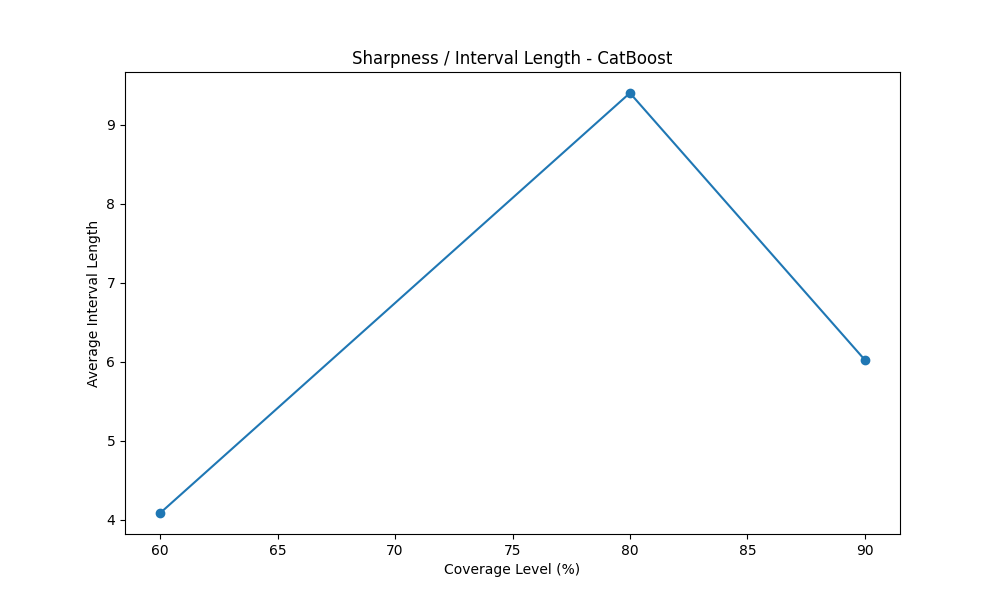 Sharpness / Interval Length - CatBoost
Average Interval Length
9
8
7
6
5
4
60 65 70 75 80 85 90
Coverage Level (%)